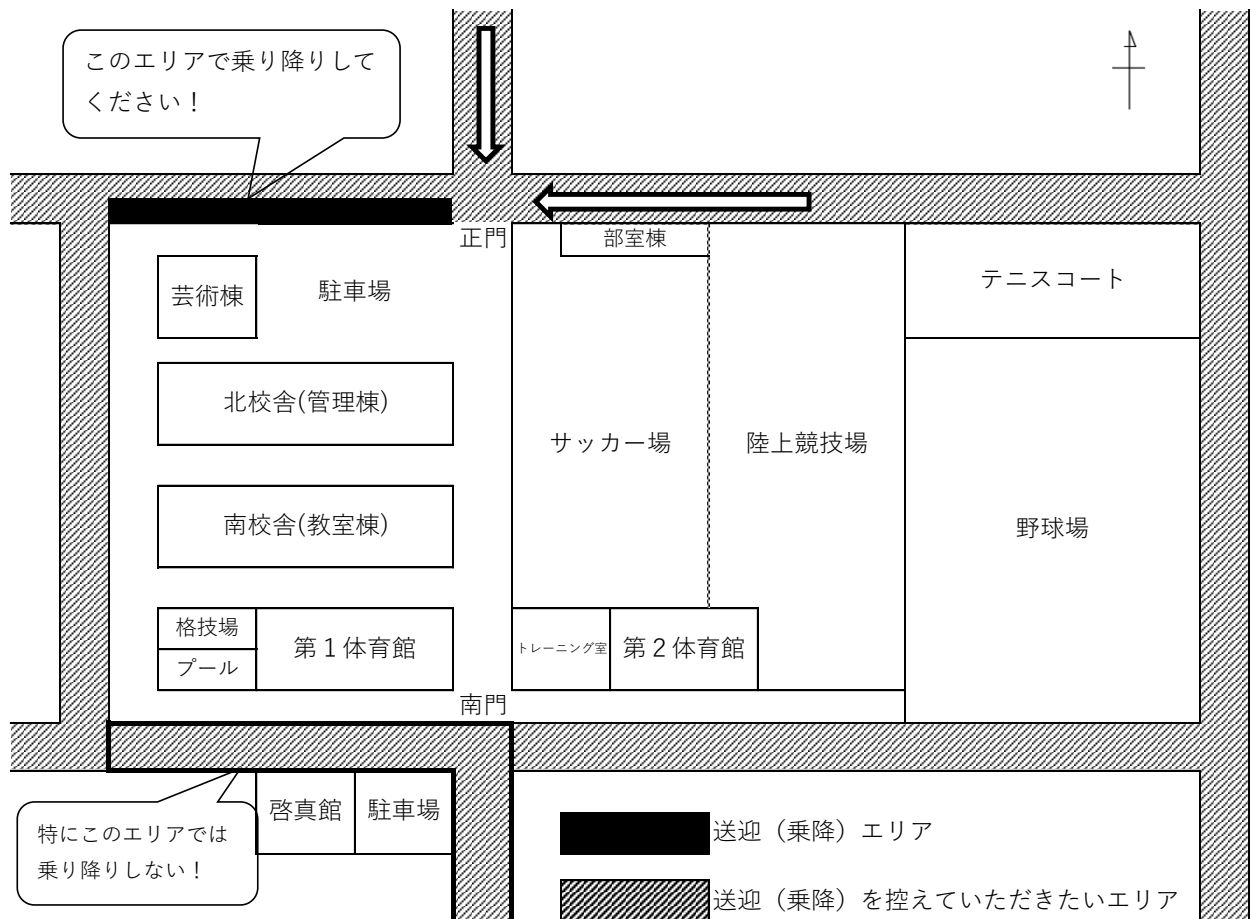 このエリアで乗り降りして
ください！
正門
部室棟
テニスコート
芸術棟
駐車場
北校舎(管理棟)
サッカー場
陸上競技場
南校舎(教室棟)
野球場
格技場
プール
第１体育館
トレーニング室
第２体育館
南門
啓真館
駐車場
特にこのエリアでは
乗り降りしない！
送迎（乗降）エリア
送迎（乗降）を控えていただきたいエリア